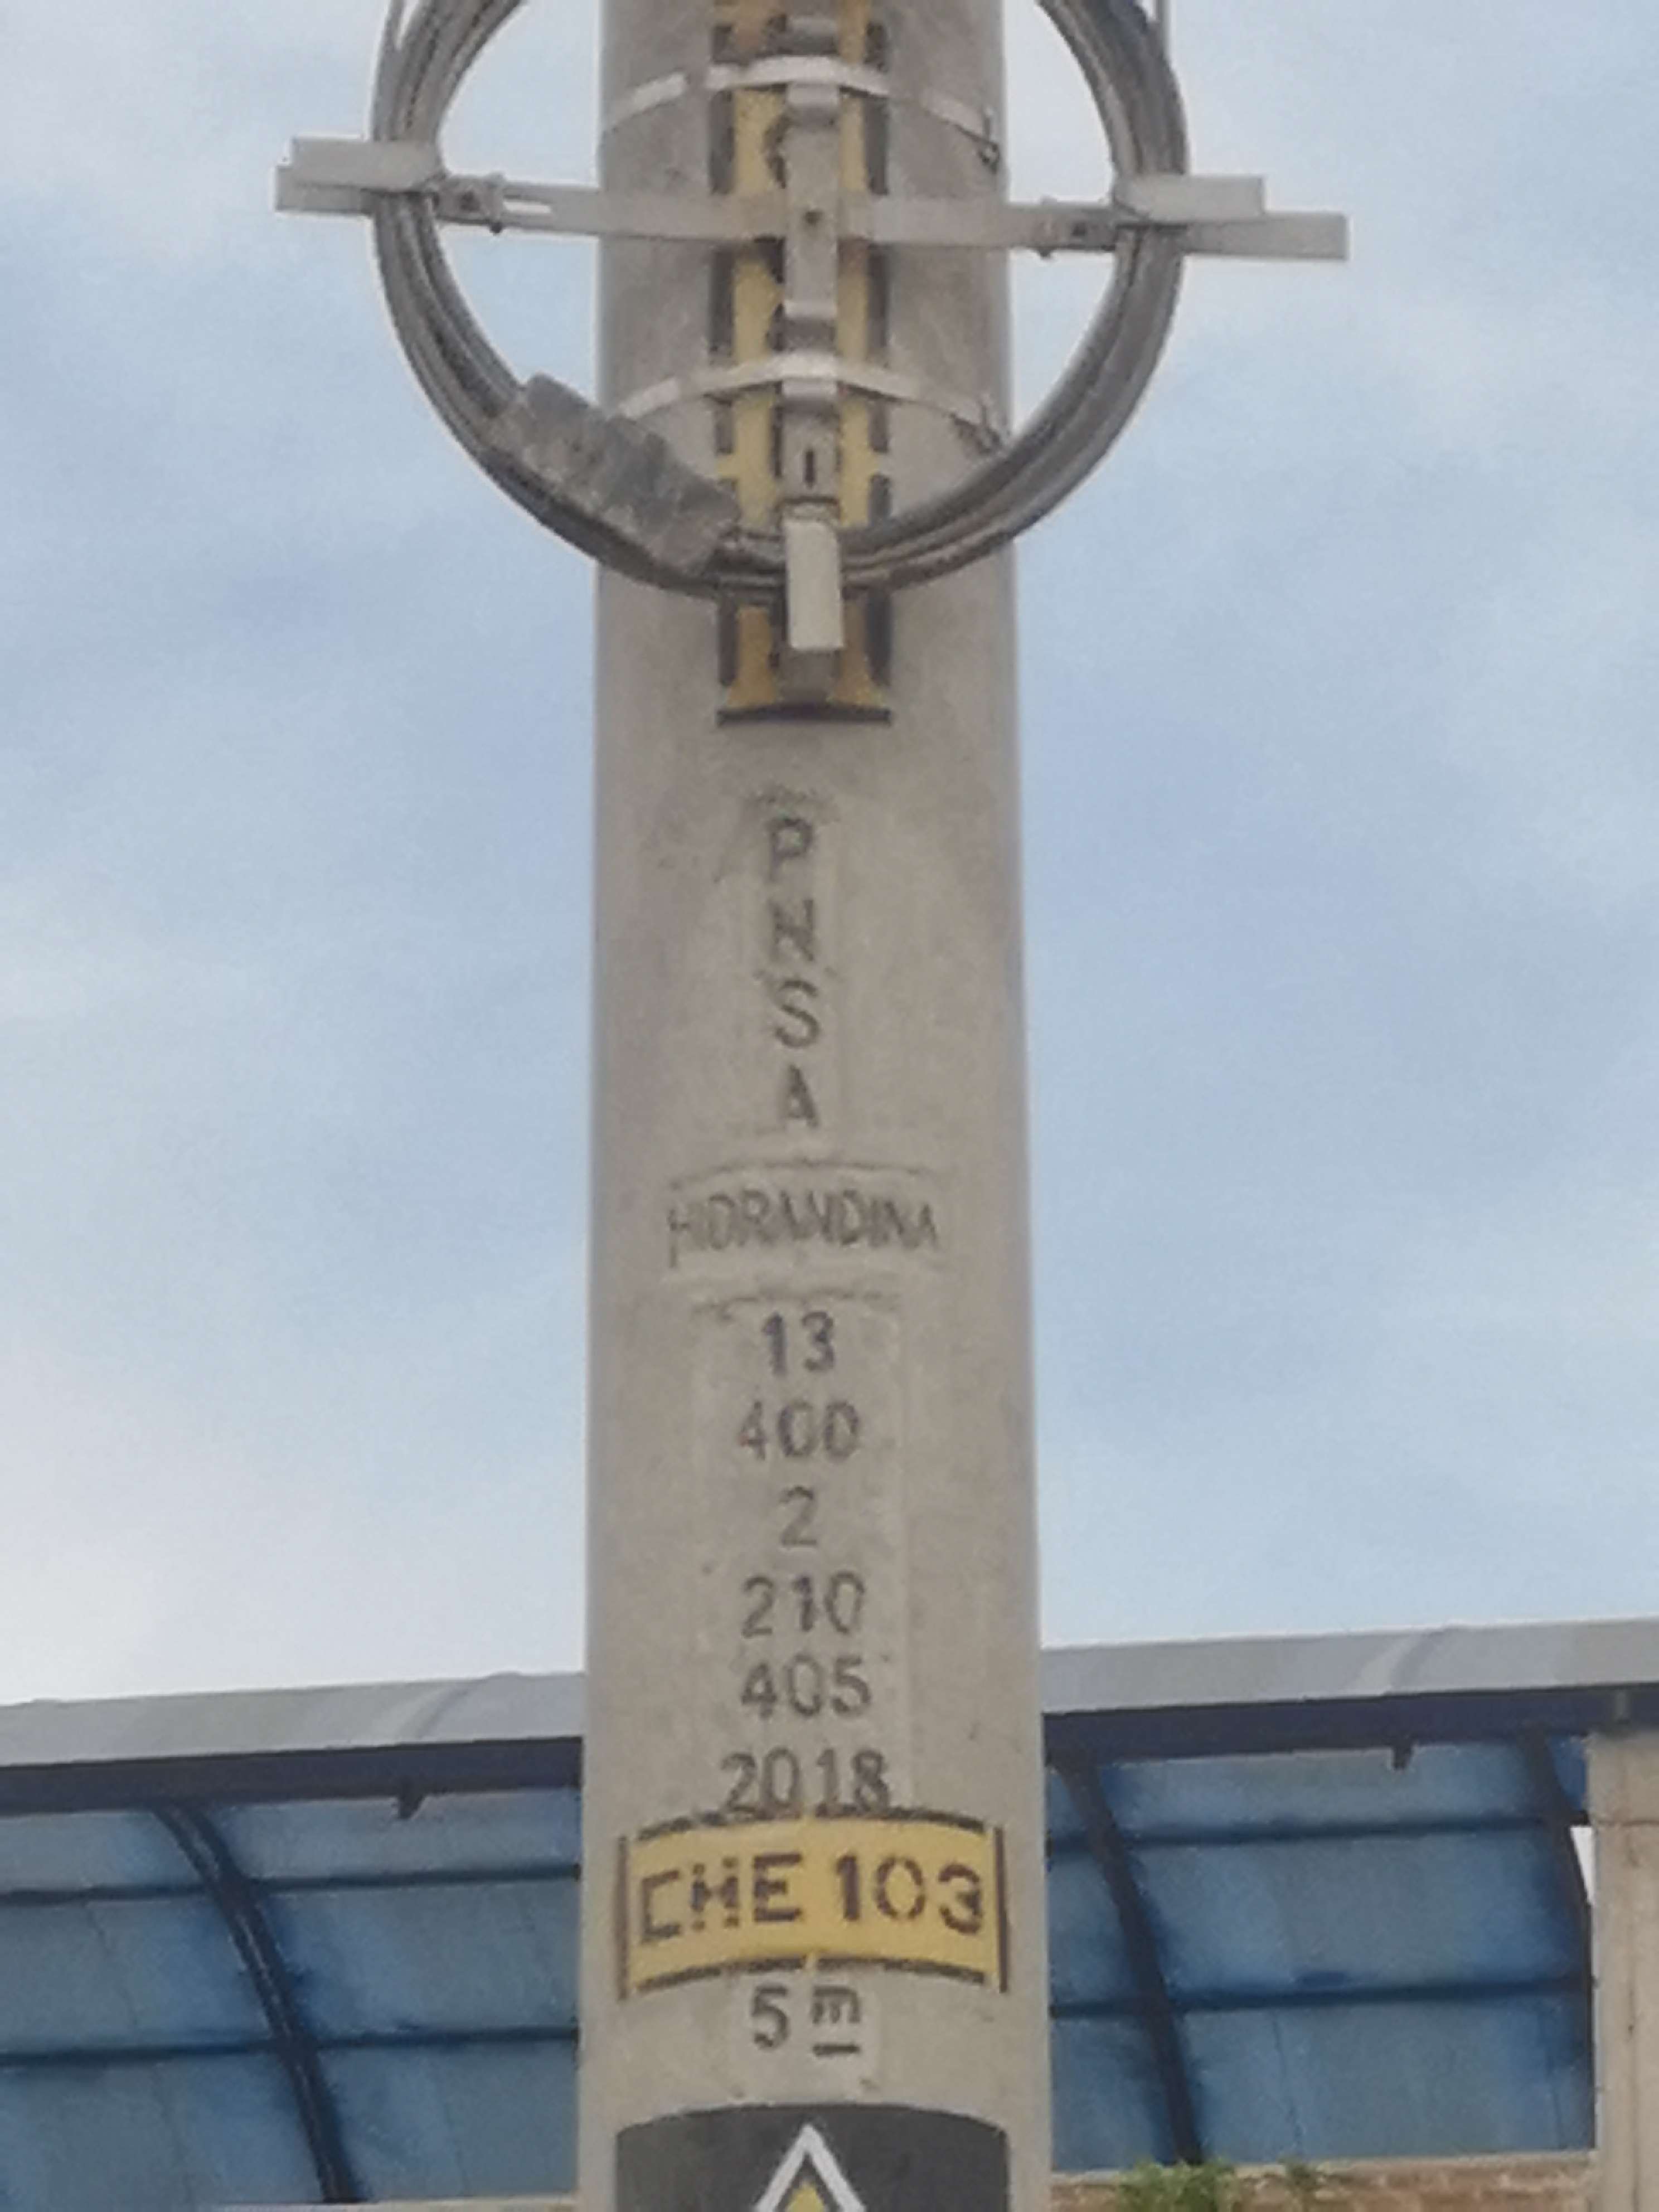 P
N
S
A
HIDRANDINA
13
400
2
210
405
2018
CHE 103
5 m